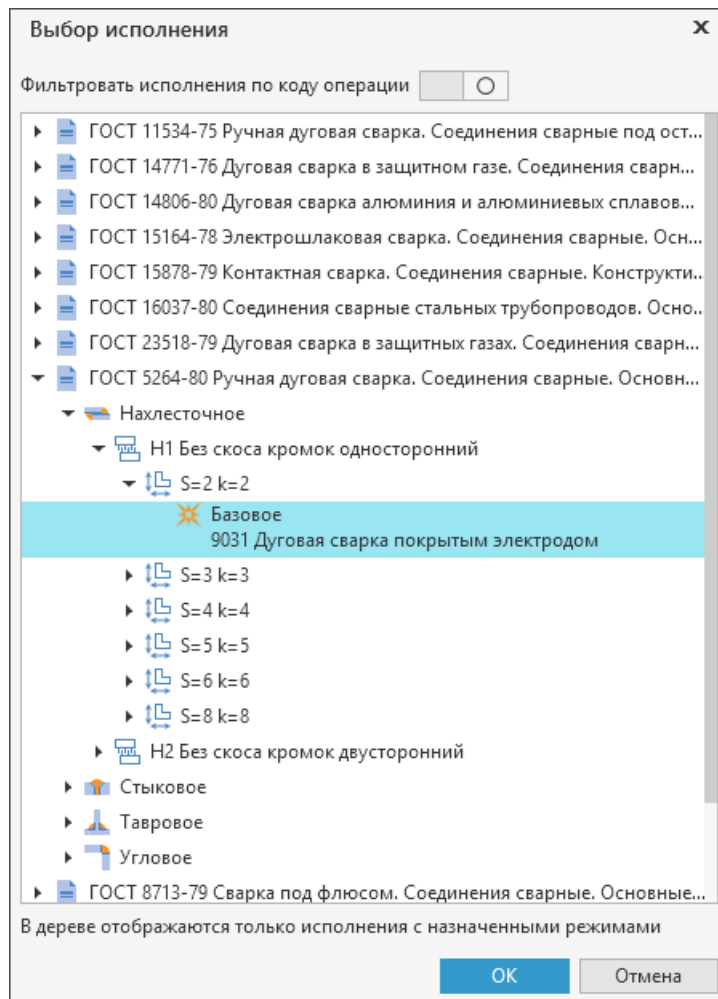 Выбор исполнения x
Фильтровать исполнения по коду операции
ГОСТ 11534-75 Ручная дуговая сварка. Соединения сварные под ост...
ГОСТ 14771-76 Дуговая сварка в защитном газе. Соединения сварн...
ГОСТ 14806-80 Дуговая сварка алюминия и алюминиевых сплавов...
ГОСТ 15164-78 Электрошлаковая сварка. Соединения сварные. Осн...
ГОСТ 15878-79 Контактная сварка. Соединения сварные. Конструкти...
ГОСТ 16037-80 Соединения сварные стальных трубопроводов. Осно...
ГОСТ 23518-79 Дуговая сварка в защитных газах. Соединения сварн...
ГОСТ 5264-80 Ручная дуговая сварка. Соединения сварные. Основн...
Нахлесточное
Н1 Без скоса кромок односторонний
S=2 k=2
Базовое
9031 Дуговая сварка покрытым электродом
S=3 k=3
S=4 k=4
S=5 k=5
S=6 k=6
S=8 k=8
Н2 Без скоса кромок двусторонний
Стыковое
Тавровое
Угловое
ГОСТ 8713-79 Сварка под флюсом. Соединения сварные. Основные...
В дереве отображаются только исполнения с назначенными режимами
ОК Отмена